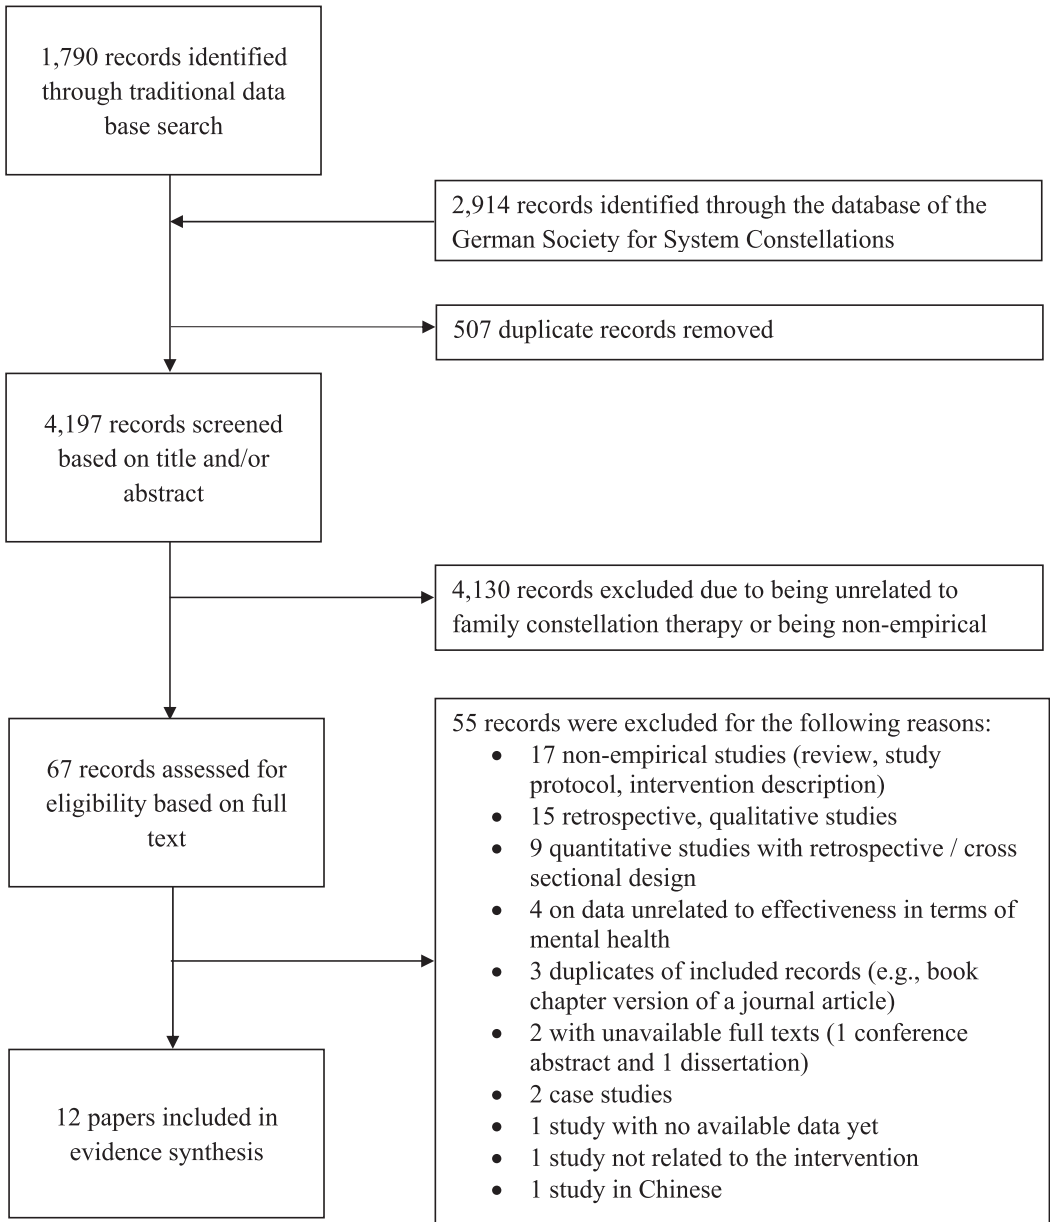 1,790 records identified
through traditional data
base search
2,914 records identified through the database of the
German Society for System Constellations
507 duplicate records removed
4,197 records screened
based on title and/or
abstract
4,130 records excluded due to being unrelated to
family constellation therapy or being non-empirical
67 records assessed for
eligibility based on full
text
55 records were excluded for the following reasons:
• 17 non-empirical studies (review, study
protocol, intervention description)
• 15 retrospective, qualitative studies
• 9 quantitative studies with retrospective / cross
sectional design
• 4 on data unrelated to effectiveness in terms of
mental health
• 3 duplicates of included records (e.g., book
chapter version of a journal article)
• 2 with unavailable full texts (1 conference
abstract and 1 dissertation)
• 2 case studies
• 1 study with no available data yet
• 1 study not related to the intervention
• 1 study in Chinese
12 papers included in
evidence synthesis